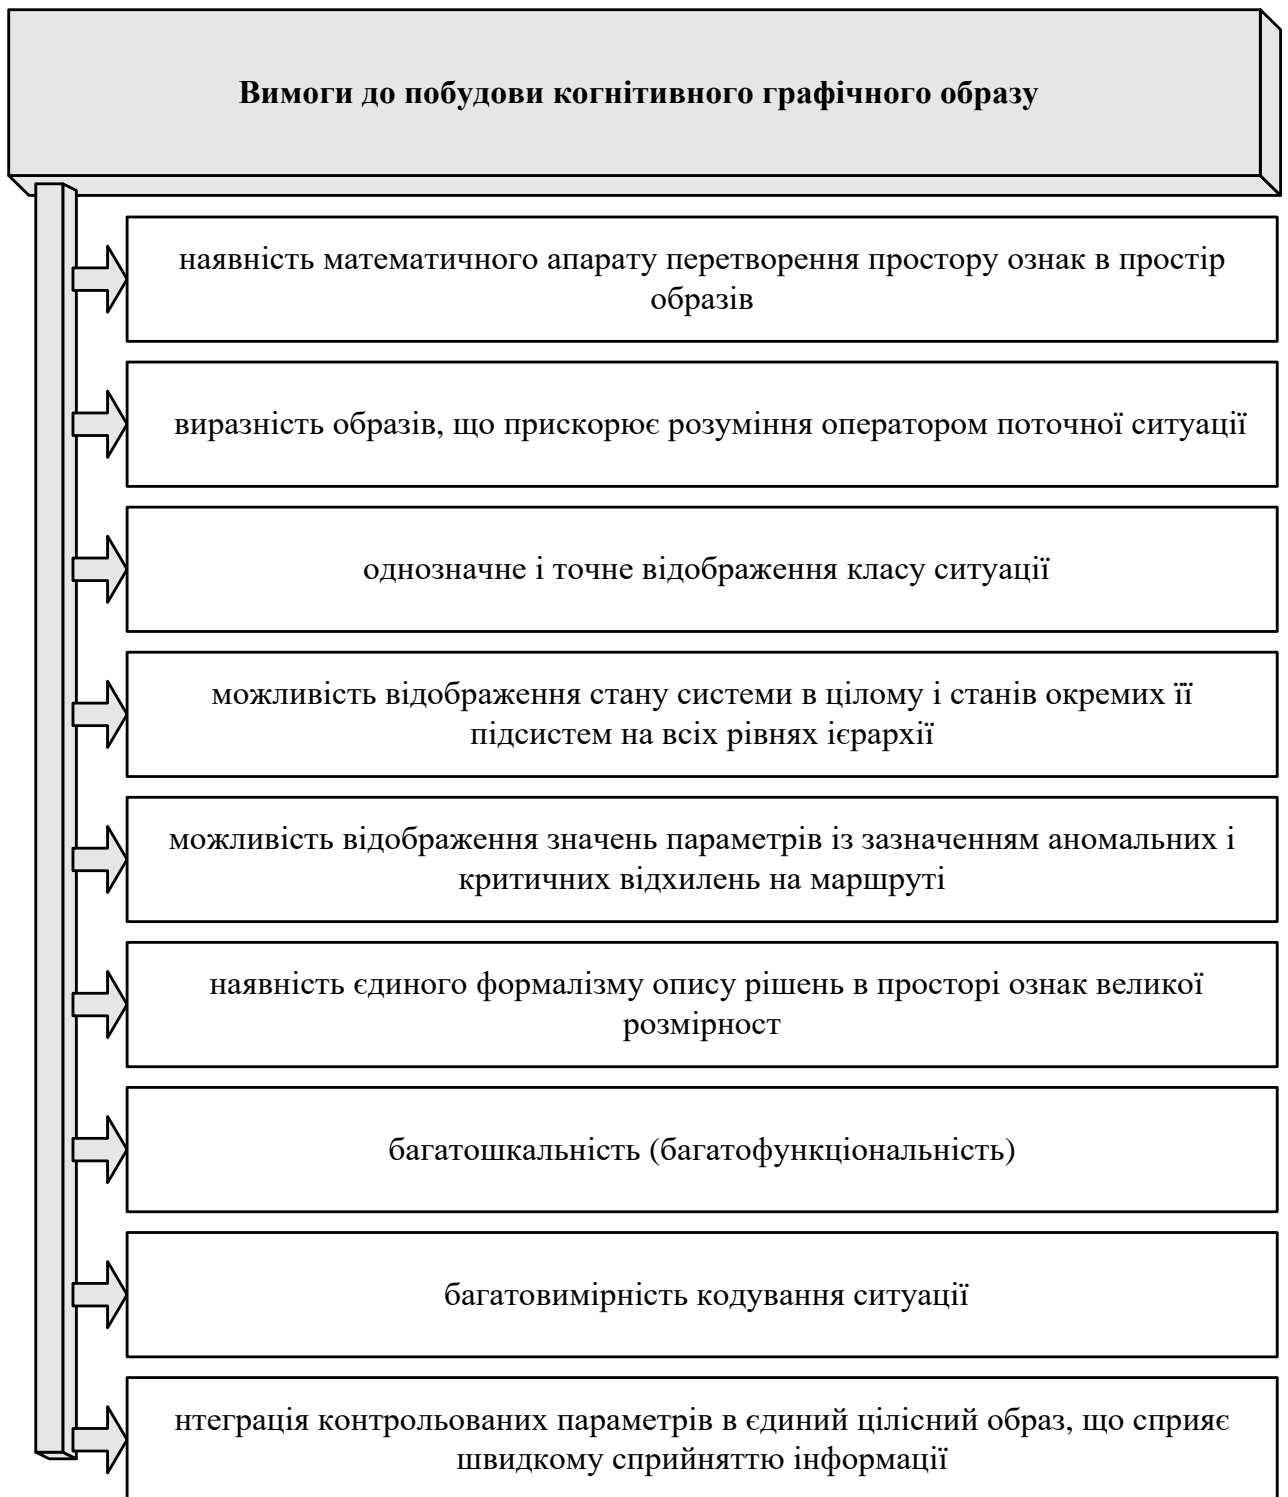 Вимоги до побудови когнітивного графічного образу
наявність математичного апарату перетворення простору ознак в простір
образів
виразність образів, що прискорює розуміння оператором поточної ситуації
однозначне і точне відображення класу ситуації
можливість відображення стану системи в цілому і станів окремих її
підсистем на всіх рівнях ієрархії
можливість відображення значень параметрів із зазначенням аномальних і
критичних відхилень на маршруті
наявність єдиного формалізму опису рішень в просторі ознак великої
розмірност
багатошкальність (багатофункціональність)
багатовимірність кодування ситуації
нтеграція контрольованих параметрів в єдиний цілісний образ, що сприяє
швидкому сприйняттю інформації